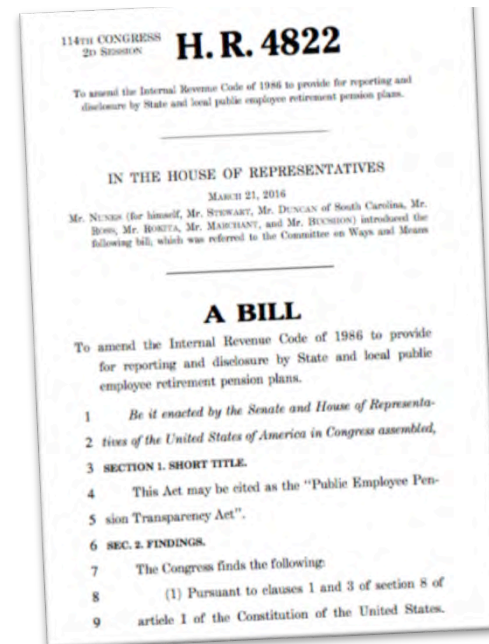 114TH CONGRESS
2D SESSION
H. R. 4822
To amend the Internal Revenue Code of 1986 to provide for reporting and
disclosure by State and local public employee retirement pension plans.
IN THE HOUSE OF REPRESENTATIVES
MARCH 21, 2016
Mr. NUNES (for himself, Mr. STEWART, Mr. DUNCAN of South Carolina, Mr.
ROSS, Mr. ROKITA, Mr. MARCHANT, and Mr. BUCSHON) introduced the
following bill; which was referred to the Committee on Ways and Means
A BILL
To amend the Internal Revenue Code of 1986 to provide
for reporting and disclosure by State and local public
employee retirement pension plans.
1 Be it enacted by the Senate and House of Representa-
2 tives of the United States of America in Congress assembled,
3 SECTION 1. SHORT TITLE.
4 This Act may be cited as the “Public Employee Pen-
5 sion Transparency Act”.
6 SEC. 2. FINDINGS.
7 The Congress finds the following:
8 (1) Pursuant to clauses 1 and 3 of section 8 of
9 article 1 of the Constitution of the United States,